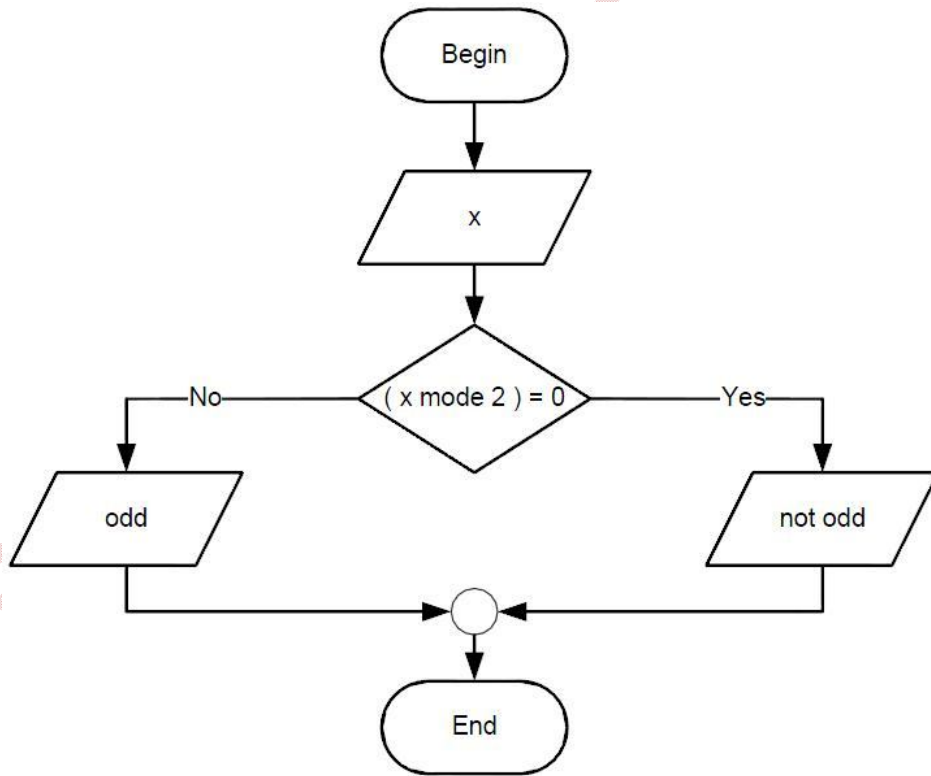 Begin
x
( x mode 2 ) = 0
No
Yes
odd
not odd
End